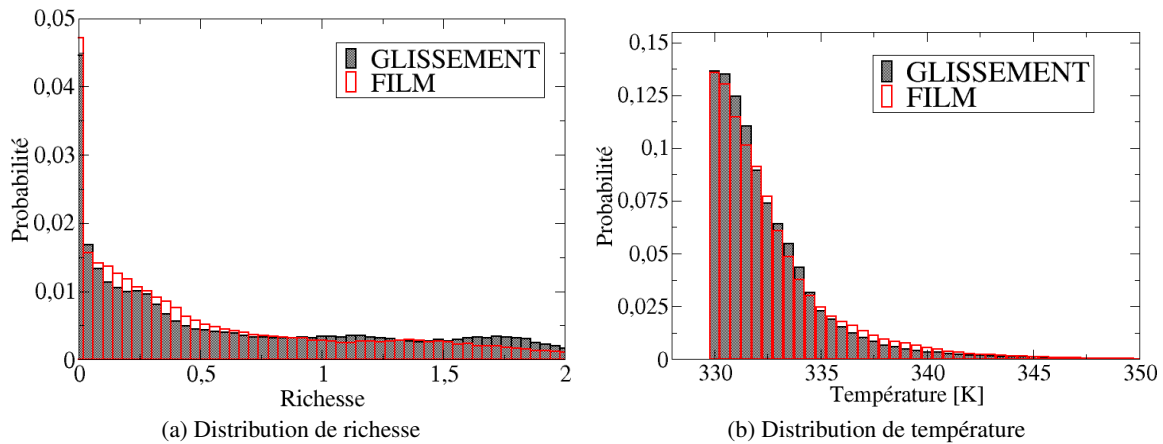 0,05
0,04
0,03
0,02
0,01
0
Probabilité
GLISSEMENT
FILM
0
0,5
1
1,5
2
Richesse
(a) Distribution de richesse
0,15
0,125
0,1
0,075
0,05
0,025
0
Probabilité
GLISSEMENT
FILM
330
335
340
345
350
Température [K]
(b) Distribution de température